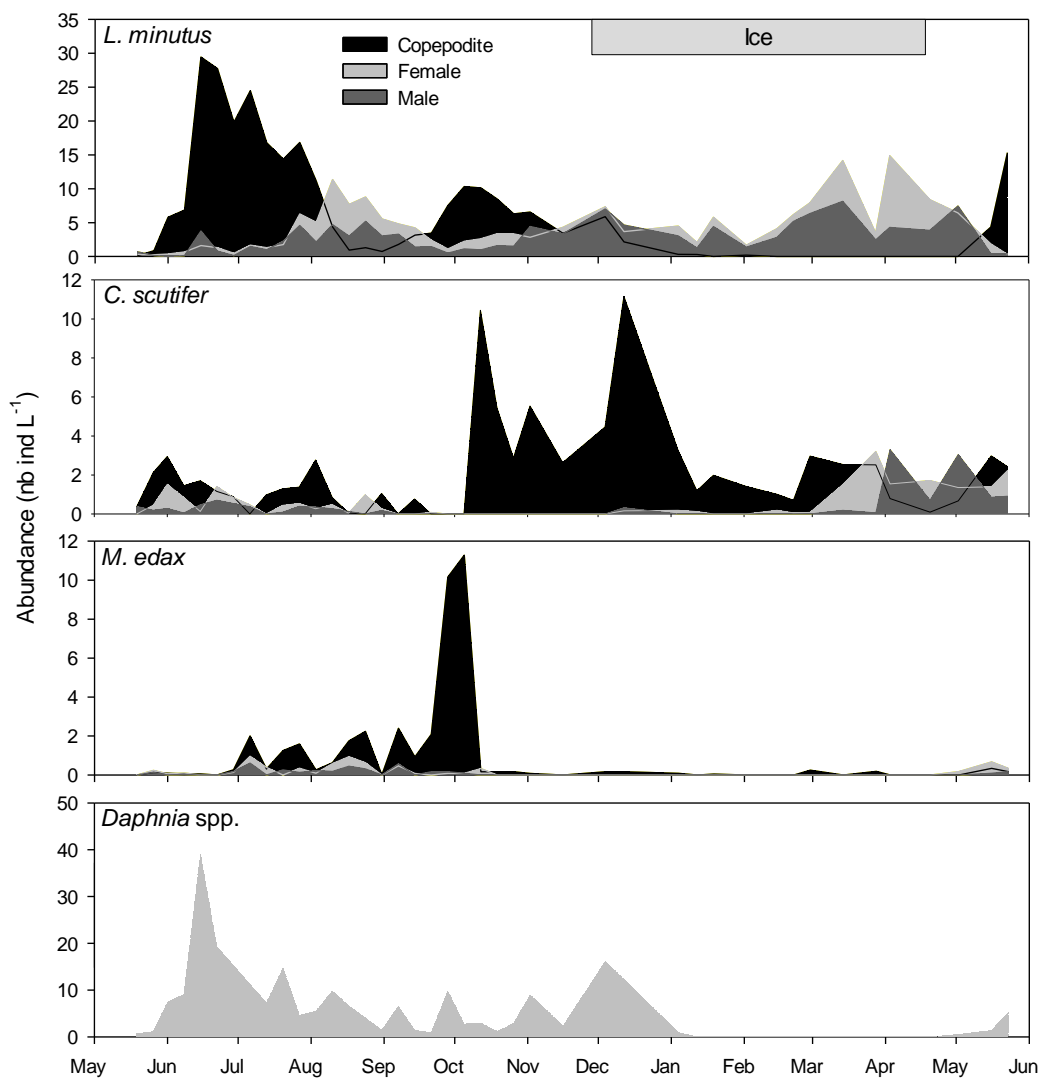 L. minutus
Ice
Copepodite
Female
Male
35
30
25
20
15
10
5
0
C. scutifer
12
10
8
6
4
2
0
Abundance (nb ind L-1)
M. edax
12
10
8
6
4
2
0
Daphnia spp.
50
40
30
20
10
0
May Jun Jul Aug Sep Oct Nov Dec Jan Feb Mar Apr May Jun